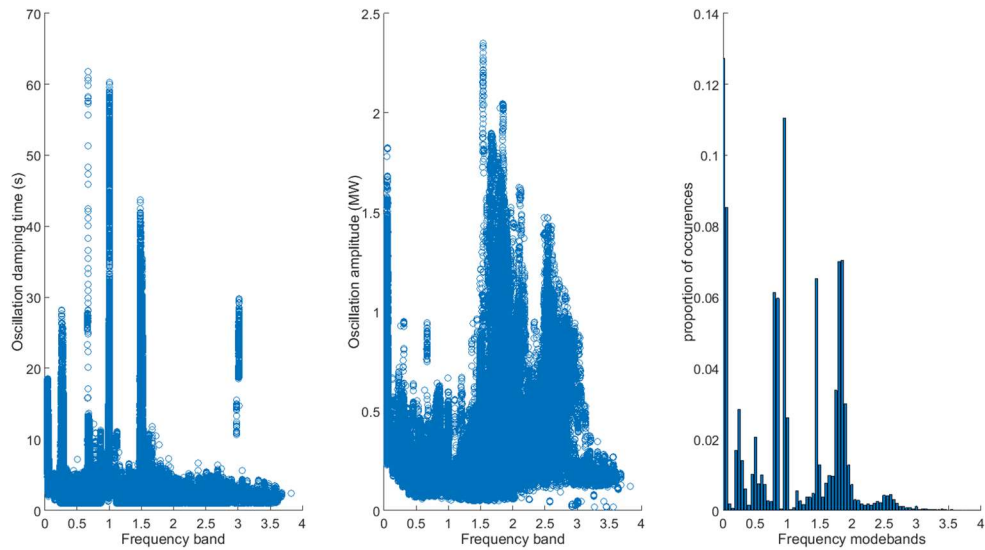 70
60
50
40
30
20
10
0
Oscillation damping time (s)
0 0.5 1 1.5 2 2.5 3 3.5 4
Frequency band
2.5
2
1.5
1
0.5
0
Oscillation amplitude (MW)
0 0.5 1 1.5 2 2.5 3 3.5 4
Frequency band
0.14
0.12
0.1
0.08
0.06
0.04
0.02
0
proportion of occurences
0 0.5 1 1.5 2 2.5 3 3.5 4
Frequency modebands